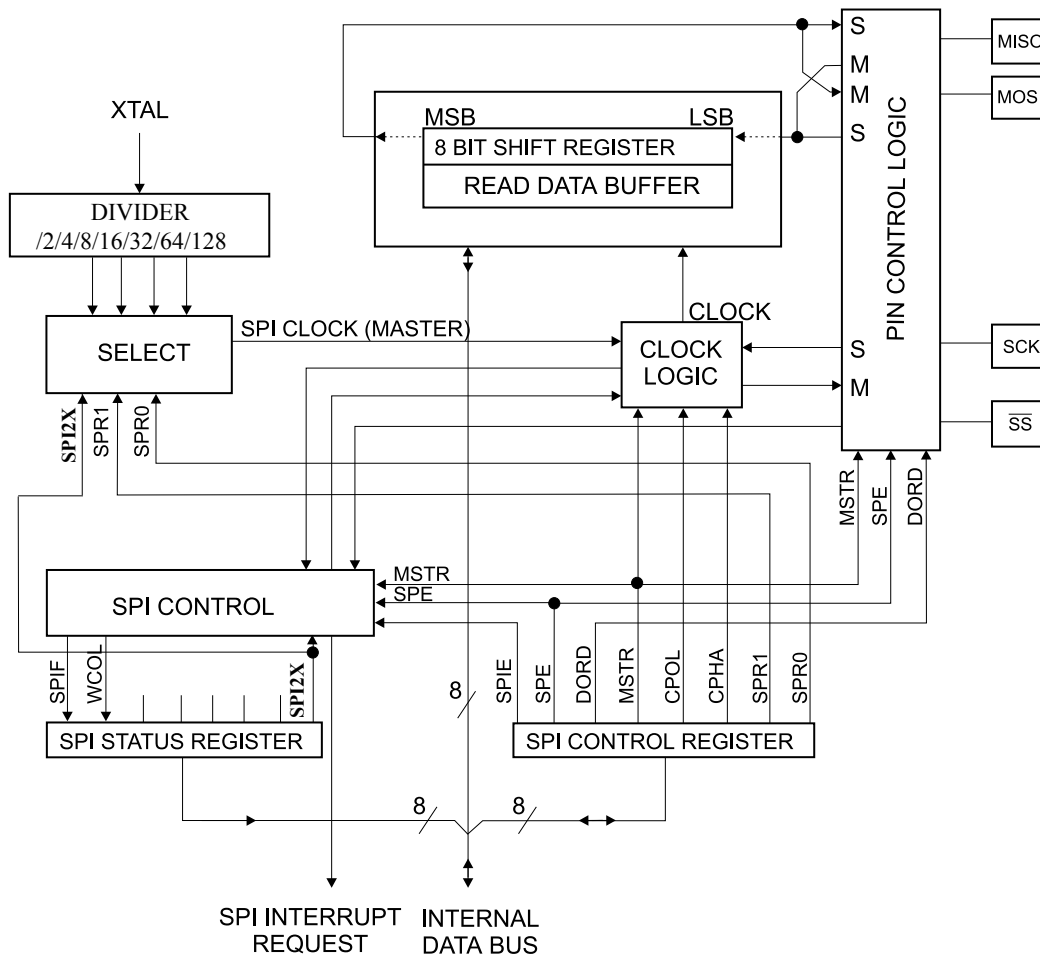 S
MISO
M
MOS
M
MSB
LSB
S
8 BIT SHIFT REGISTER
READ DATA BUFFER
PIN CONTROL LOGIC
XTAL
DIVIDER
/2/4/8/16/32/64/128
SPI CLOCK (MASTER)
CLOCK
SELECT
CLOCK
LOGIC
S
M
SCK
SS
SPI2X
SPR1
SPR0
MSTR
SPE
DORD
MSTR
SPE
SPI CONTROL
SPIF
WCOL
SPI2X
SPIE
SPE
DORD
MSTR
CPOL
CPHA
SPR1
SPR0
8
SPI STATUS REGISTER
SPI CONTROL REGISTER
8
8
SPI INTERRUPT
REQUEST
INTERNAL
DATA BUS